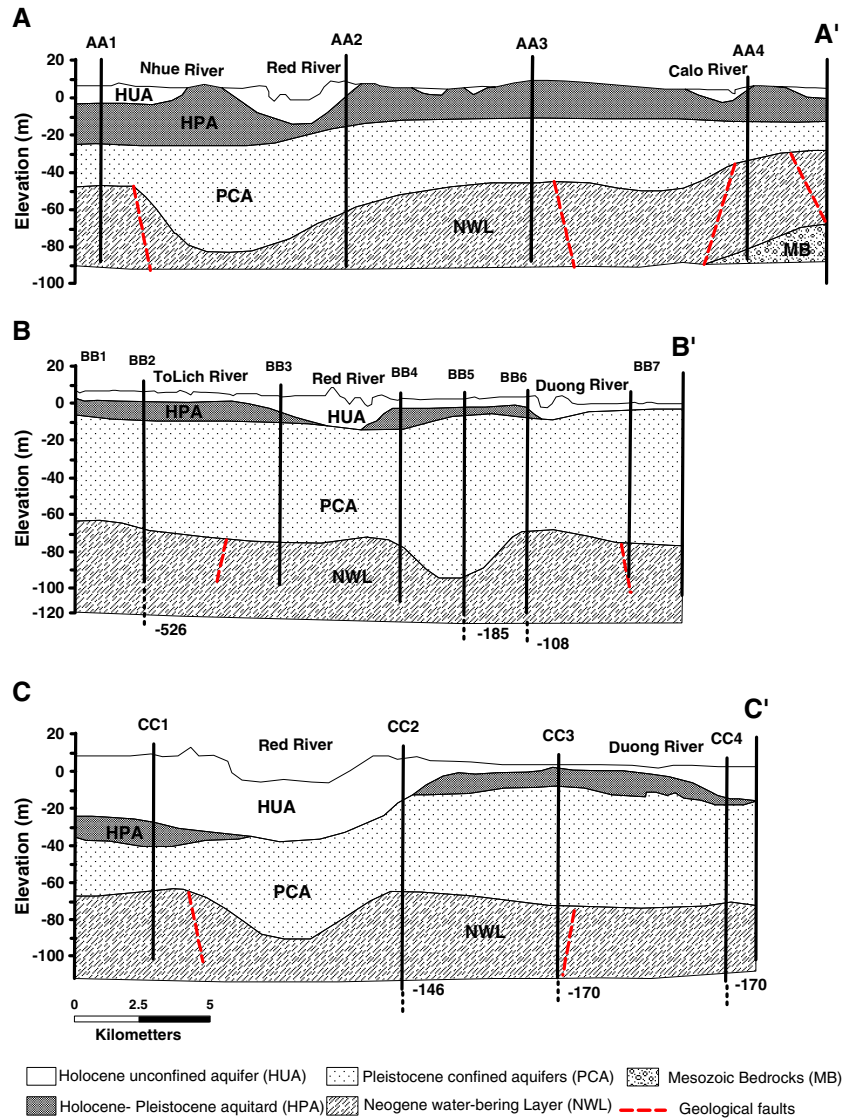 A
A'
AA1
AA2
AA3
AA4
Nhue River
Red River
Calo River
20
0
-20
-40
-60
-80
-100
Elevation (m)
HUA
HPA
PCA
NWL
MB
B
B'
BB1
BB2
BB3
BB4
BB5
BB6
BB7
ToLich River
Red River
Duong River
20
0
-20
-40
-60
-80
-100
-120
Elevation (m)
HPA
HUA
PCA
NWL
-526
-185
-108
C
C'
CC1
CC2
CC3
CC4
Red River
Duong River
20
0
-20
-40
-60
-80
-100
Elevation (m)
HUA
HPA
PCA
NWL
-146
-170
-170
0 2.5 5
Kilometters
Holocene unconfined aquifer (HUA)
Pleistocene confined aquifers (PCA)
Mesozoic Bedrocks (MB)
Holocene- Pleistocene aquitard (HPA)
Neogene water-bering Layer (NWL)
Geological faults